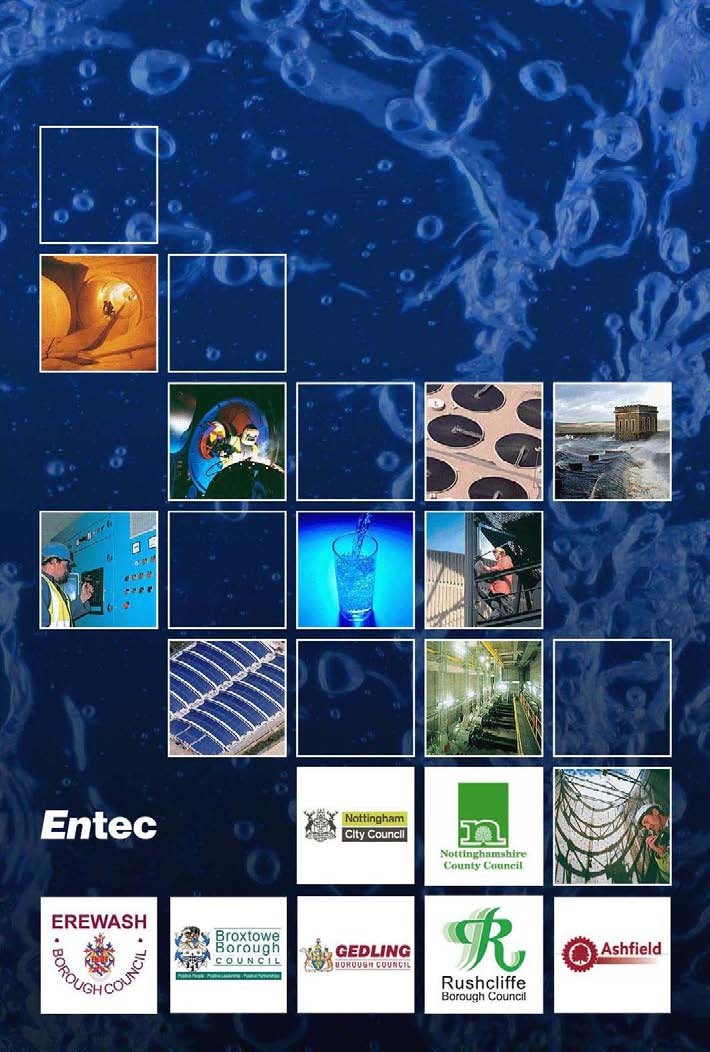 Entec
Nottingham
City Council
Nottinghamshire
County Council
EREWASH
BOROUGH COUNCIL
Broxtowe
Borough
COUNCIL
Positive People · Positive Leadership · Positive Partnerships
GEDLING
BOROUGH COUNCIL
Rushcliffe
Borough Council
Ashfield